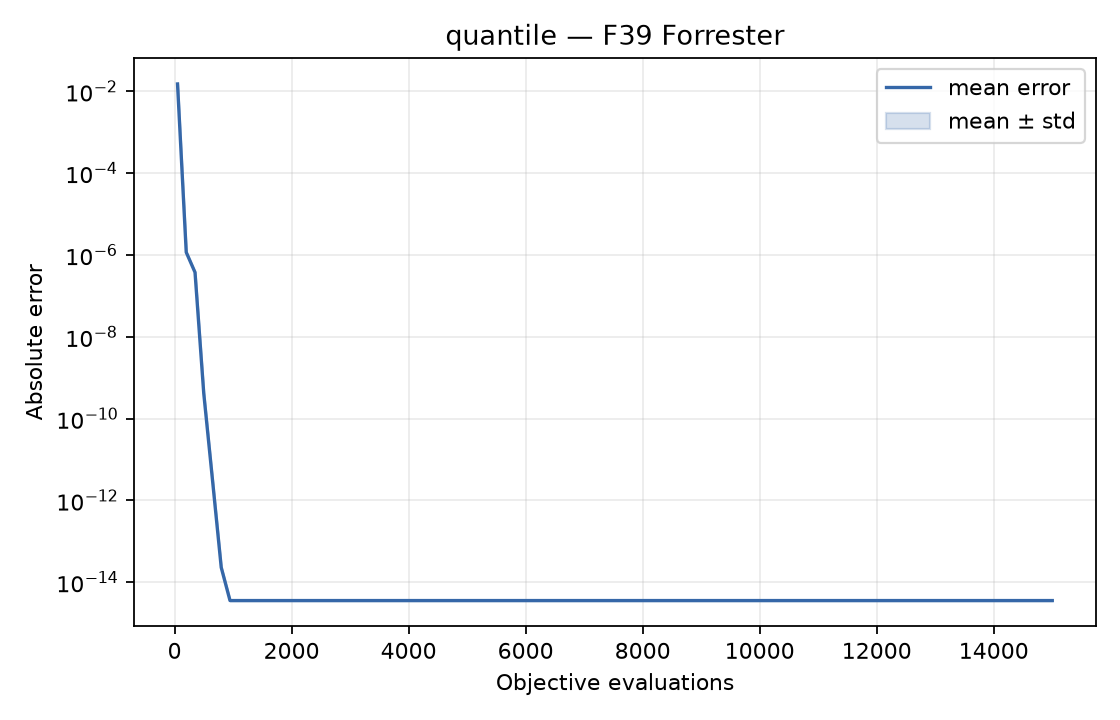 quantile — F39 Forrester
mean error
mean ± std
Absolute error
10⁻²
10⁻⁴
10⁻⁶
10⁻⁸
10⁻¹⁰
10⁻¹²
10⁻¹⁴
0 2000 4000 6000 8000 10000 12000 14000
Objective evaluations